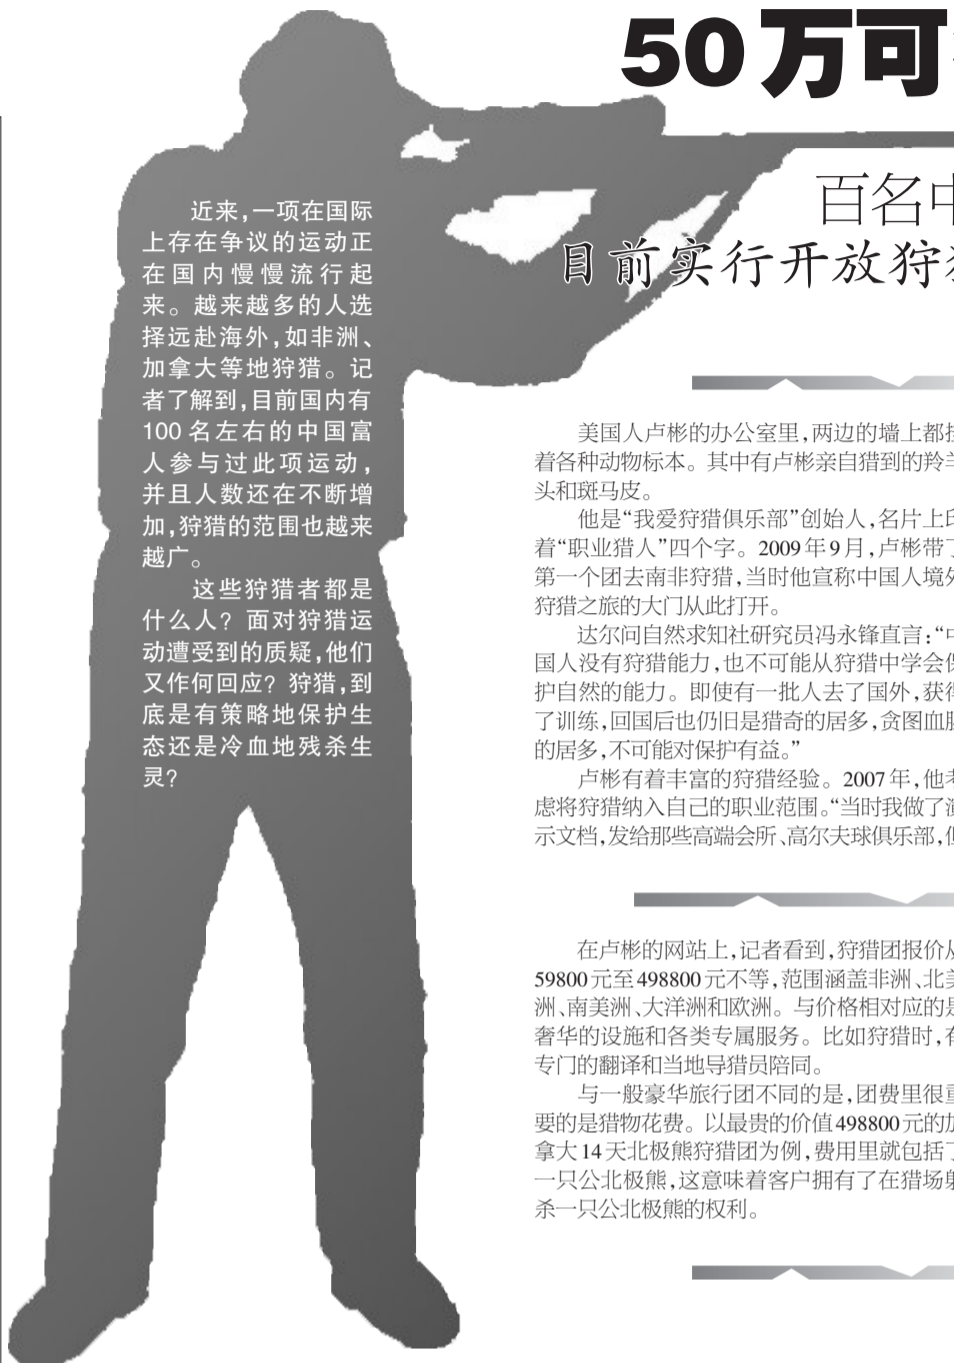 50万可
百名中
目前实行开放狩猎
近来,一项在国际
上存在争议的运动正
在国内慢慢流行起
来。越来越多的人选
择远赴海外,如非洲、
加拿大等地狩猎。记
者了解到,目前国内有
100名左右的中国富
人参与过此项运动,
并且人数还在不断增
加,狩猎的范围也越来
越广。
这些狩猎者都是
什么人？面对狩猎运
动遭受到的质疑,他们
又作何回应？狩猎,到
底是有策略地保护生
态还是冷血地残杀生
灵？
美国人卢彬的办公室里,两边的墙上都挂
着各种动物标本。其中有卢彬亲自猎到的羚羊
头和斑马皮。
他是“我爱狩猎俱乐部”创始人,名片上印
着“职业猎人”四个字。2009年9月,卢彬带了
第一个团去南非狩猎,当时他宣称中国人境外
狩猎之旅的大门从此打开。
达尔问自然求知社研究员冯永锋直言:“中
国人没有狩猎能力,也不可能从狩猎中学会保
护自然的能力。即使有一批人去了国外,获得
了训练,回国后也仍旧是猎奇的居多,贪图血腥
的居多,不可能对保护有益。”
卢彬有着丰富的狩猎经验。2007年,他考
虑将狩猎纳入自己的职业范围。“当时我做了演
示文档,发给那些高端会所、高尔夫球俱乐部,但
在卢彬的网站上,记者看到,狩猎团报价从
59800元至498800元不等,范围涵盖非洲、北美
洲、南美洲、大洋洲和欧洲。与价格相对应的是
奢华的设施和各类专属服务。比如狩猎时,有
专门的翻译和当地导猎员陪同。
与一般豪华旅行团不同的是,团费里很重
要的是猎物花费。以最贵的价值498800元的加
拿大14天北极熊狩猎团为例,费用里就包括了
一只公北极熊,这意味着客户拥有了在猎场射
杀一只公北极熊的权利。